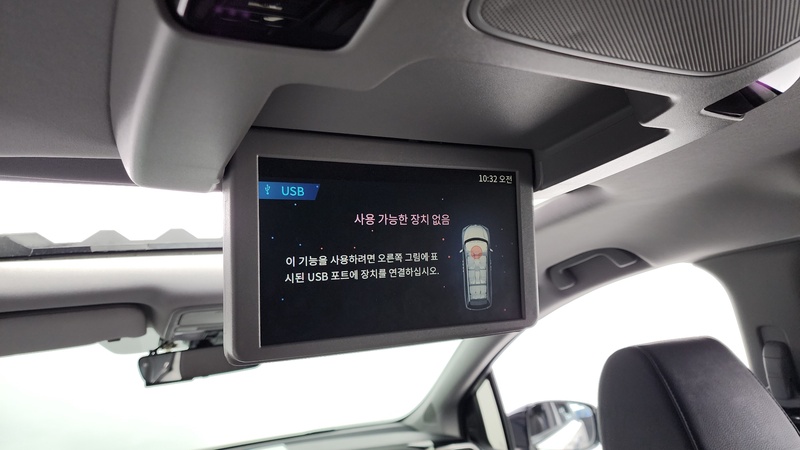 10:32 오전
USB
사용 가능한 장치 없음
이 기능을 사용하려면 오른쪽 그림에 표
시된 USB 포트에 장치를 연결하십시오.